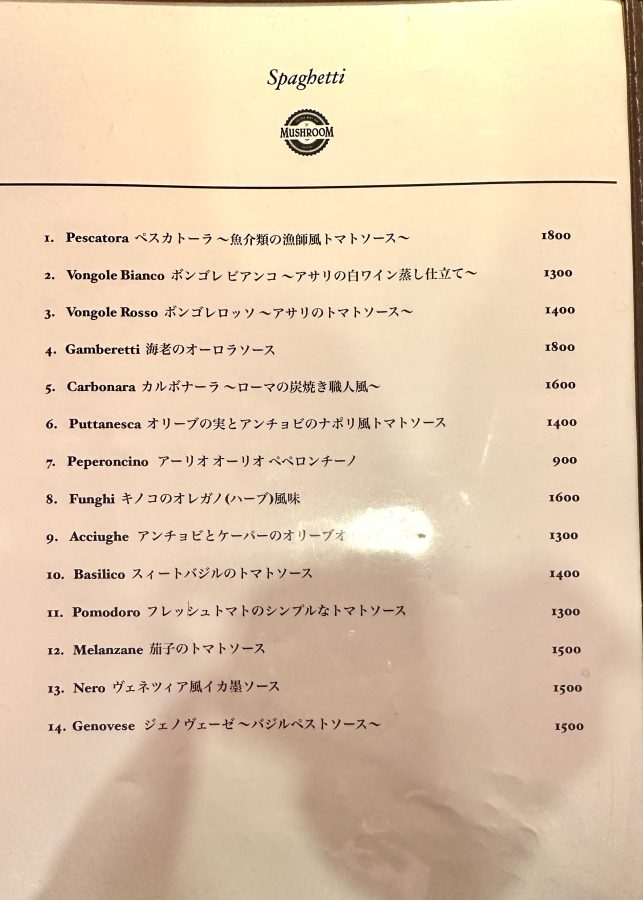 Spaghetti
MUSHROOM
1. Pescatora ペスカトーラ ～魚介類の漁師風トマトソース～ 1800
2. Vongole Bianco ボンゴレ ビアンコ ～アサリの白ワイン蒸し仕立て～ 1300
3. Vongole Rosso ボンゴレロッソ ～アサリのトマトソース～ 1400
4. Gamberetti 海老のオーロラソース 1800
5. Carbonara カルボナーラ ～ローマの炭焼き職人風～ 1600
6. Puttanesca オリーブの実とアンチョビのナポリ風トマトソース 1400
7. Peperoncino アーリオ オーリオ ペペロンチーノ 900
8. Funghi キノコのオレガノ(ハーブ)風味 1600
9. Acciughe アンチョビとケーパーのオリーブオ 1300
10. Basilico スィートバジルのトマトソース 1400
11. Pomodoro フレッシュトマトのシンプルなトマトソース 1300
12. Melanzane 茄子のトマトソース 1500
13. Nero ヴェネツィア風イカ墨ソース 1500
14. Genovese ジェノヴェーゼ ～バジルペストソース～ 1500